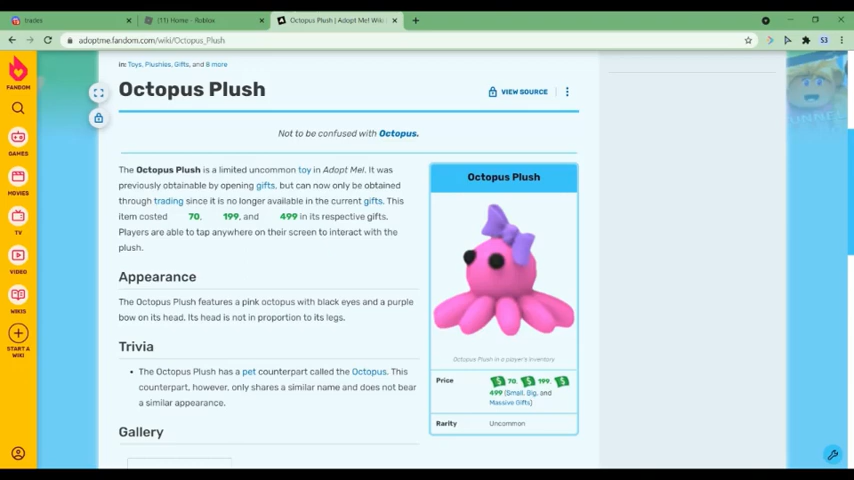 trades
(11) Home - Roblox
Octopus Plush | Adopt Me! Wiki
adoptme.fandom.com/wiki/Octopus_Plush
S3
FANDOM
GAMES
MOVIES
TV
VIDEO
WIKIS
START A
WIKI
in: Toys, Plushies, Gifts, and 8 more
Octopus Plush
VIEW SOURCE
Not to be confused with Octopus.
The Octopus Plush is a limited uncommon toy in Adopt Me!. It was
previously obtainable by opening gifts, but can now only be obtained
through trading since it is no longer available in the current gifts. This
item costed 70, 199, and 499 in its respective gifts.
Players are able to tap anywhere on their screen to interact with the
plush.
Appearance
The Octopus Plush features a pink octopus with black eyes and a purple
bow on its head. Its head is not in proportion to its legs.
Trivia
• The Octopus Plush has a pet counterpart called the Octopus. This
counterpart, however, only shares a similar name and does not bear
a similar appearance.
Gallery
Octopus Plush
Octopus Plush in a player's inventory
Price
$ 70, $ 199, $
499 (Small, Big, and
Massive Gifts)
Rarity
Uncommon